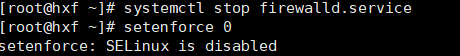 [root@hxf ~]# systemctl stop firewalld.service
[root@hxf ~]# setenforce 0
setenforce: SELinux is disabled